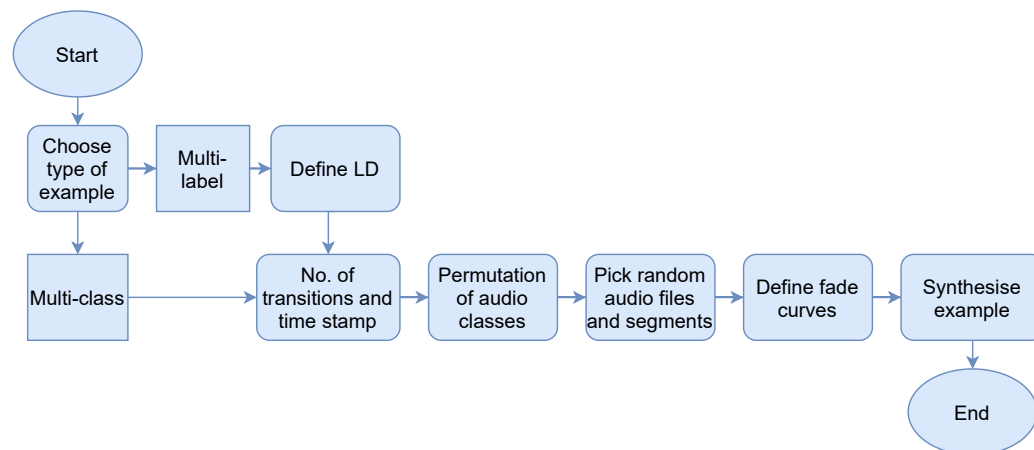 Start
Choose
type of
example
Multi-
label
Define LD
Multi-class
No. of
transitions and
time stamp
Permutation
of audio
classes
Pick random
audio files
and segments
Define fade
curves
Synthesise
example
End